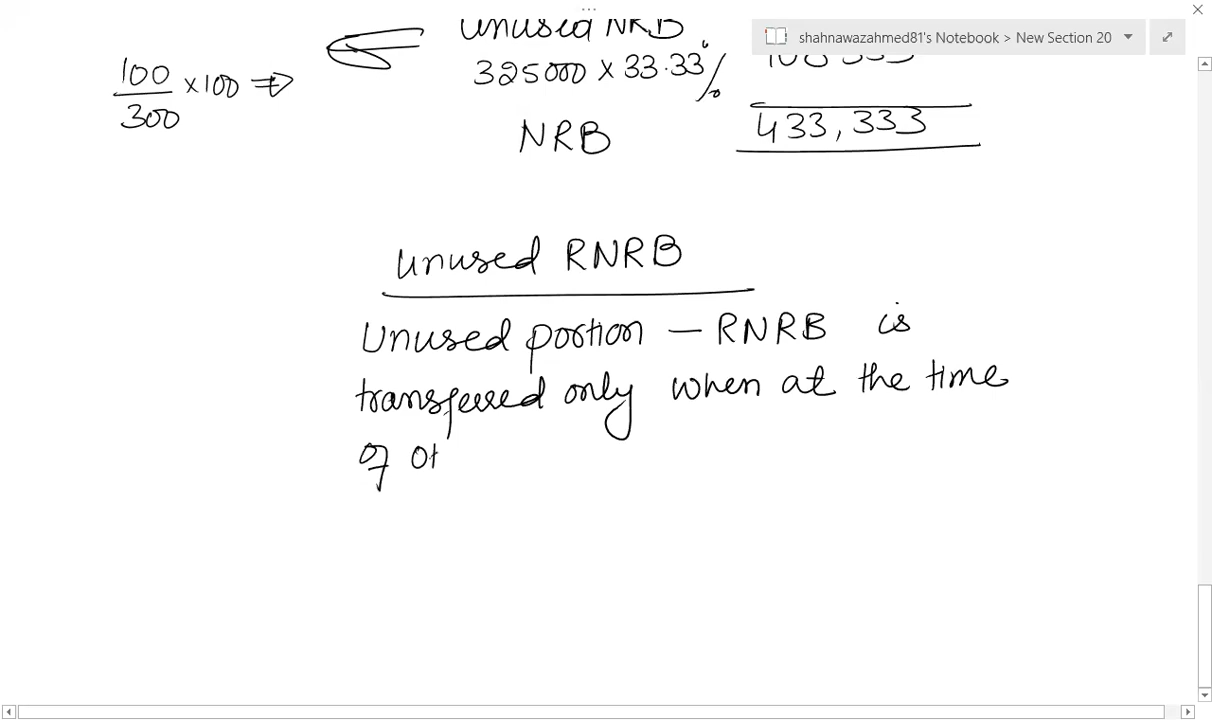 unused NRB
shahnawazahmed81's Notebook > New Section 20
100/300 ×100 ⇒
325000 × 33.33%
NRB
433,333
unused RNRB
Unused portion — RNRB is
transferred only when at the time
of ot